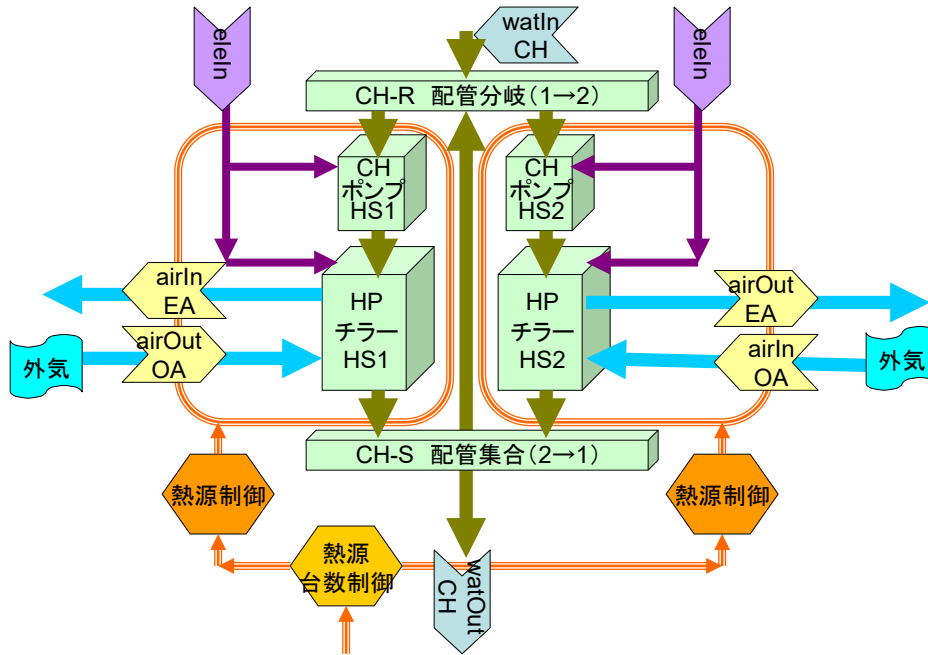 eleIn
watIn
CH
eleIn
CH-R 配管分岐（1→2）
CH
ポンプ
HS1
CH
ポンプ
HS2
airIn
EA
HP
チラー
HS1
HP
チラー
HS2
airOut
EA
外気
airOut
OA
airIn
OA
外気
CH-S 配管集合（2→1）
熱源制御
熱源制御
熱源
台数制御
watOut
CH